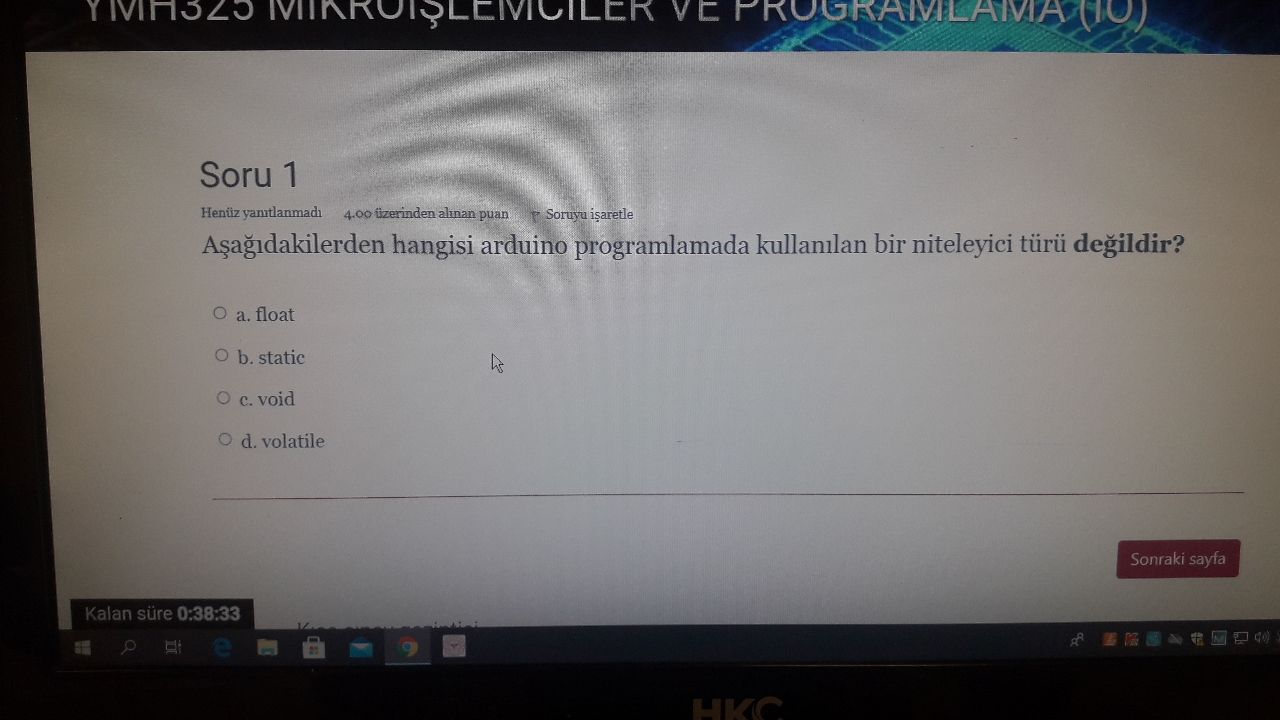 YMH325 MİKROİŞLEMCİLER VE PROGRAMLAMA (İÖ)
Soru 1
Henüz yanıtlanmadı 4.00 üzerinden alınan puan Soruyu işaretle
Aşağıdakilerden hangisi arduino programlamada kullanılan bir niteleyici türü değildir?
a. float
b. static
c. void
d. volatile
Sonraki sayfa
Kalan süre 0:38:33
HKC